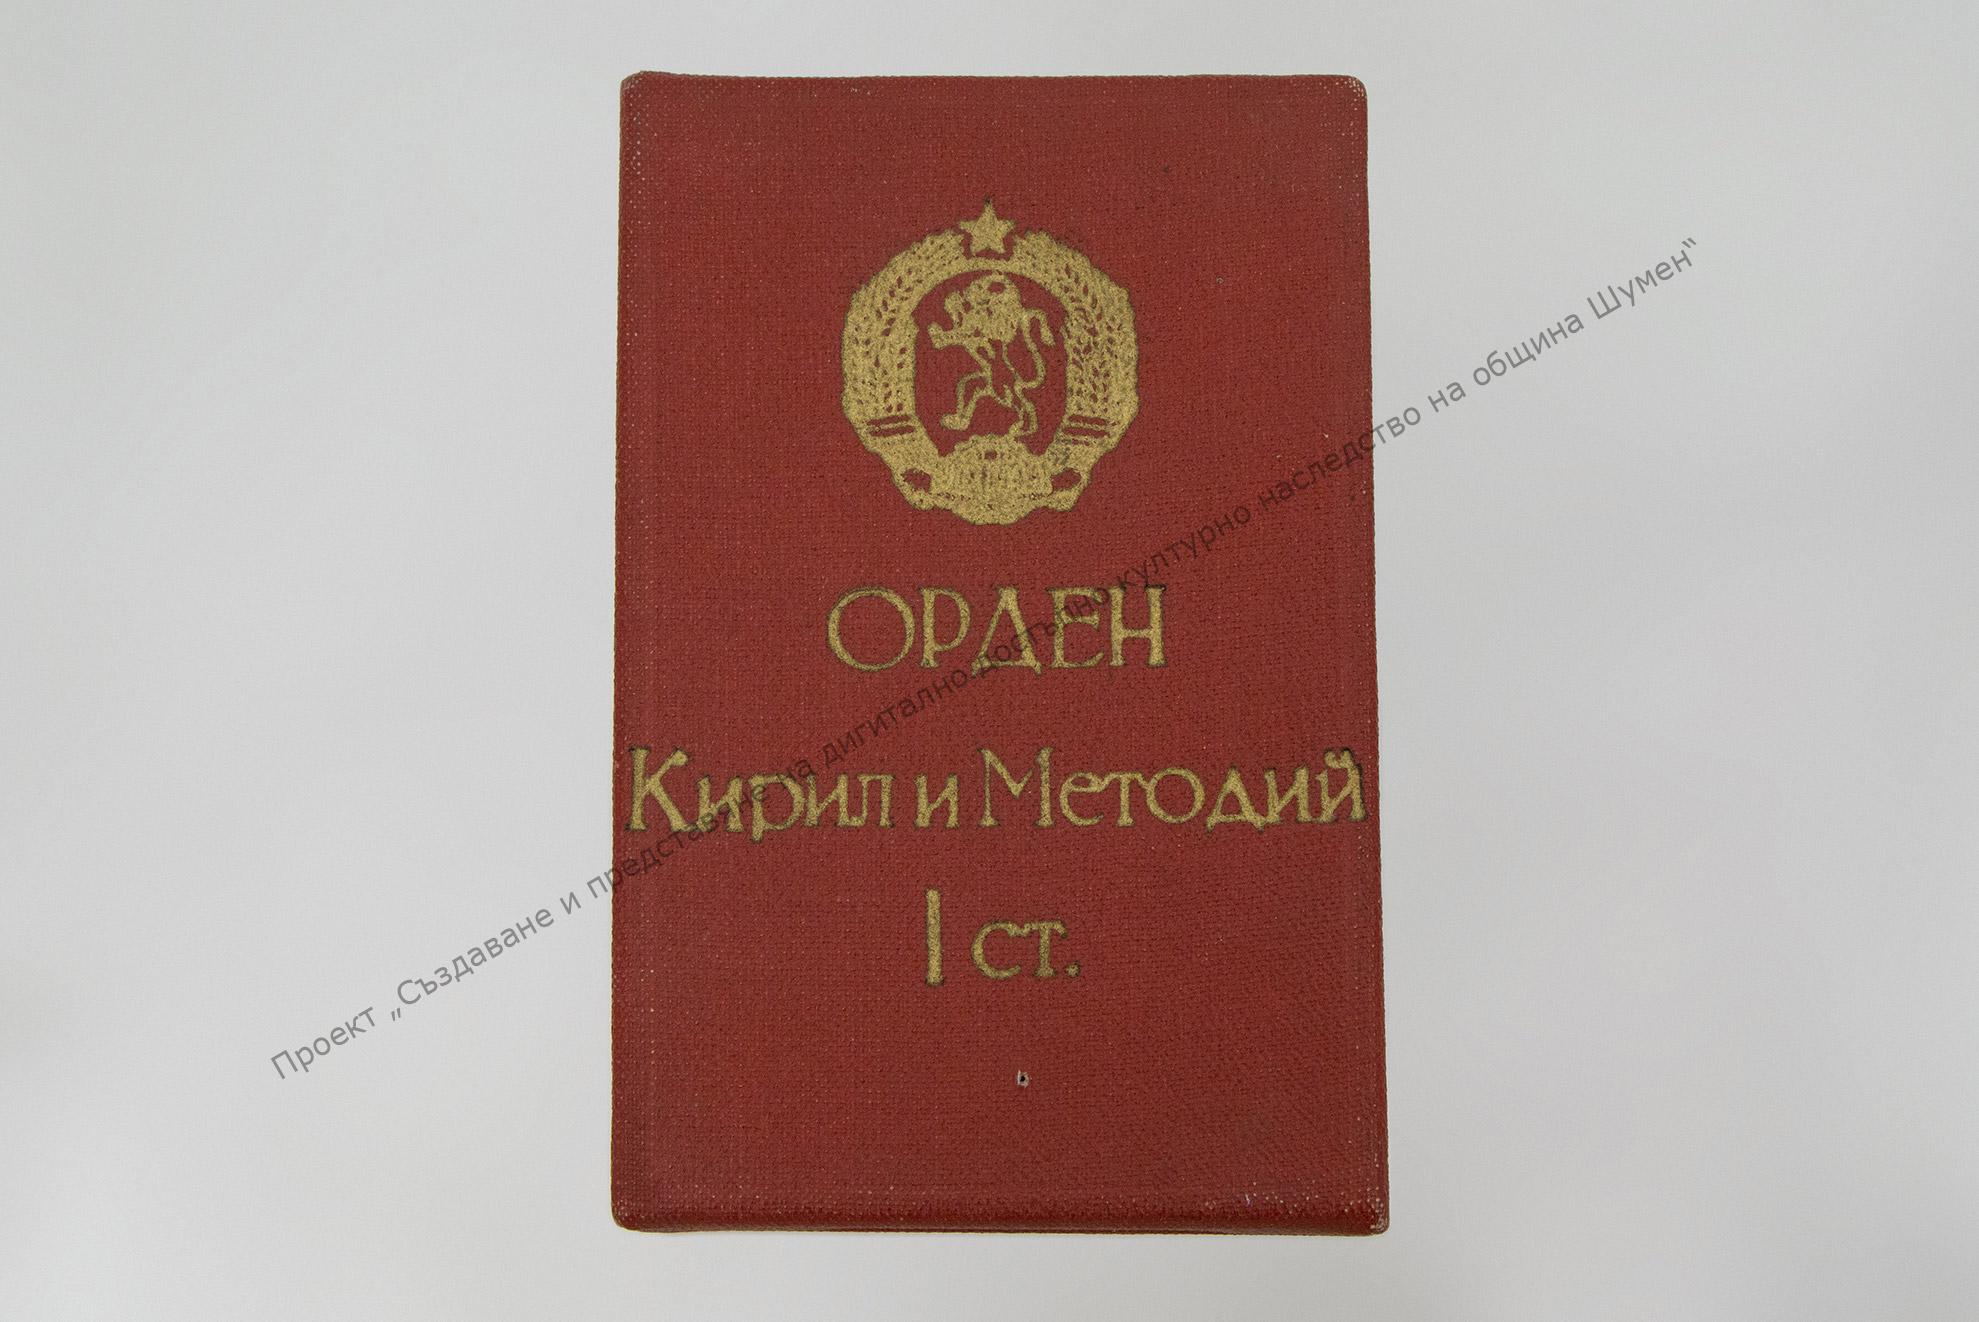 ОРДЕН
Кирил и Методий
I ст.
Проект „Създаване и представяне на дигитално достъпно културно наследство на община Шумен“